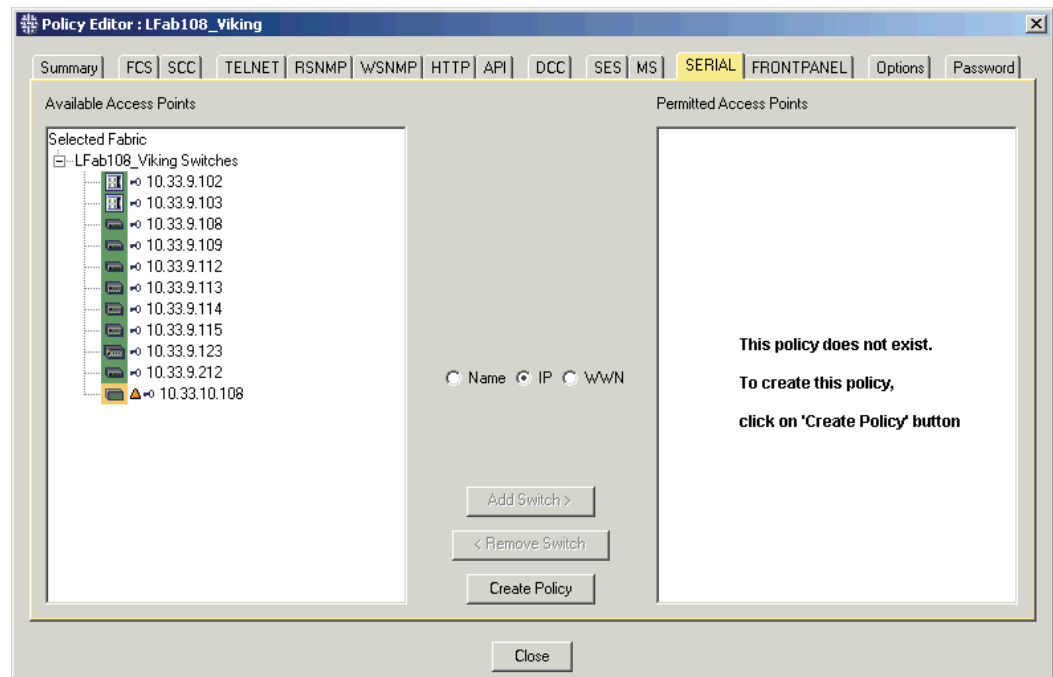 Policy Editor : LFab108_Viking
Summary FCS SCC TELNET RSNMP WSNMP HTTP API DCC SES MS SERIAL FRONTPANEL Options Password
Available Access Points
Permitted Access Points
Selected Fabric
LFab108_Viking Switches
10.33.9.102
10.33.9.103
10.33.9.108
10.33.9.109
10.33.9.112
10.33.9.113
10.33.9.114
10.33.9.115
10.33.9.123
10.33.9.212
10.33.10.108
Name IP WWN
Add Switch >
< Remove Switch
Create Policy
This policy does not exist.
To create this policy,
click on 'Create Policy' button
Close